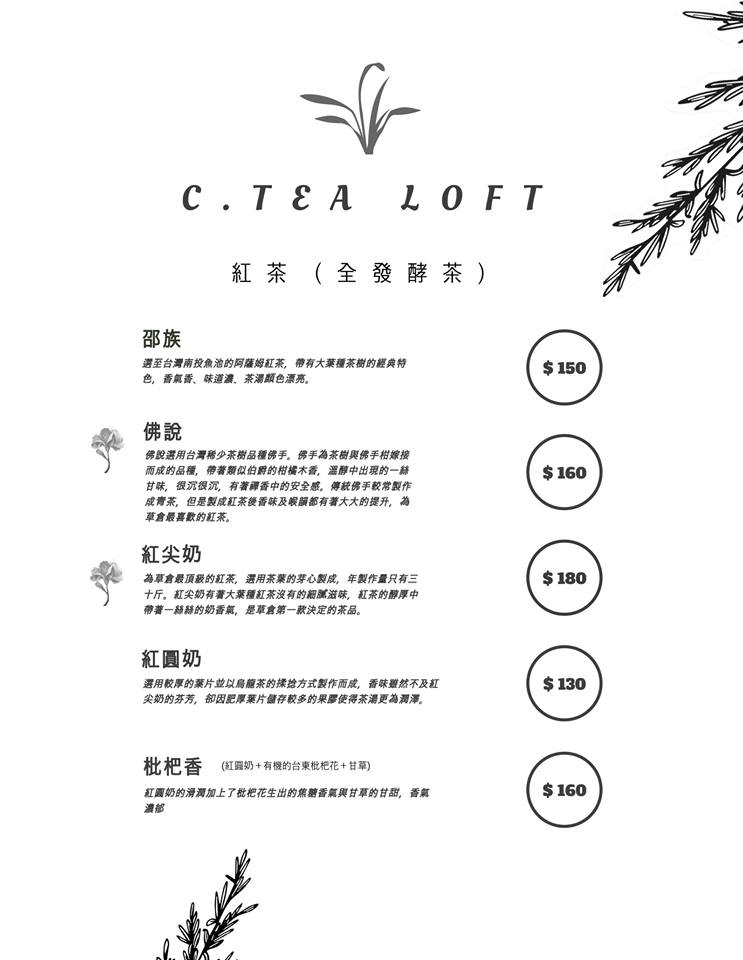 C.TEA LOFT
紅茶（全發酵茶）
邵族
選至台灣南投魚池的阿薩姆紅茶，帶有大葉種茶樹的經典特
色，香氣香、味道濃、茶湯顏色漂亮。
$ 150
佛說
佛說選用台灣稀少茶樹品種佛手。佛手為茶樹與佛手柑嫁接
而成的品種，帶著類似伯爵的柑橘木香，溫醇中出現的一絲
甘味，很沉很沉，有著禪香中的安全感。傳統佛手較常製作
成青茶，但是製成紅茶後香味及喉韻都有著大大的提升，為
草倉最喜歡的紅茶。
$ 160
紅尖奶
為草倉最頂級的紅茶，選用茶葉的芽心製成，年製作量只有三
十斤。紅尖奶有著大葉種紅茶沒有的細膩滋味，紅茶的醇厚中
帶著一絲絲的奶香氣，是草倉第一款決定的茶品。
$ 180
紅圓奶
選用較厚的葉片並以烏龍茶的揉捻方式製作而成，香味雖然不及紅
尖奶的芬芳，卻因肥厚葉片儲存較多的果膠使得茶湯更為潤澤。
$ 130
枇杷香 (紅圓奶+有機的台東枇杷花+甘草)
紅圓奶的滑潤加上了枇杷花生出的焦糖香氣與甘草的甘甜，香氣
濃郁
$ 160